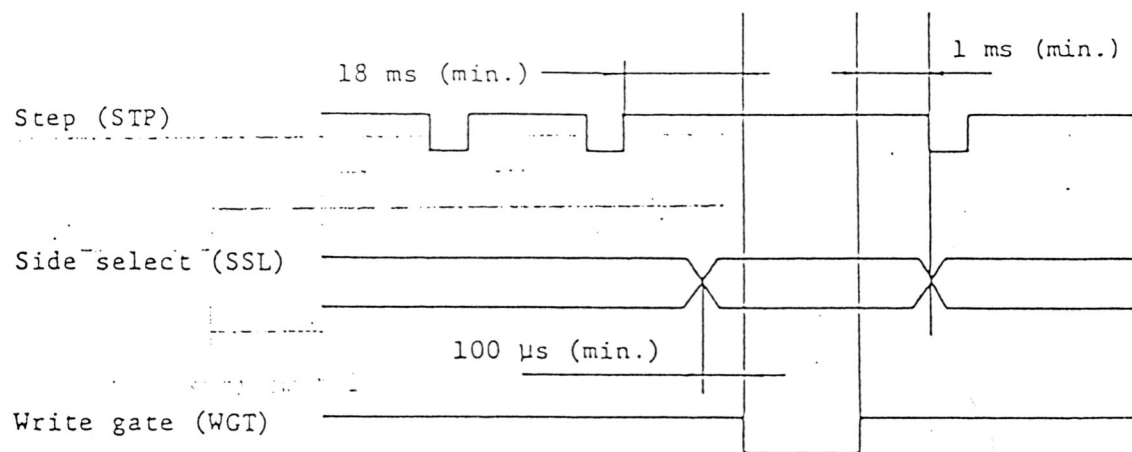 18 ms (min.)
1 ms (min.)
Step (STP)
Side select (SSL)
100 µs (min.)
Write gate (WGT)